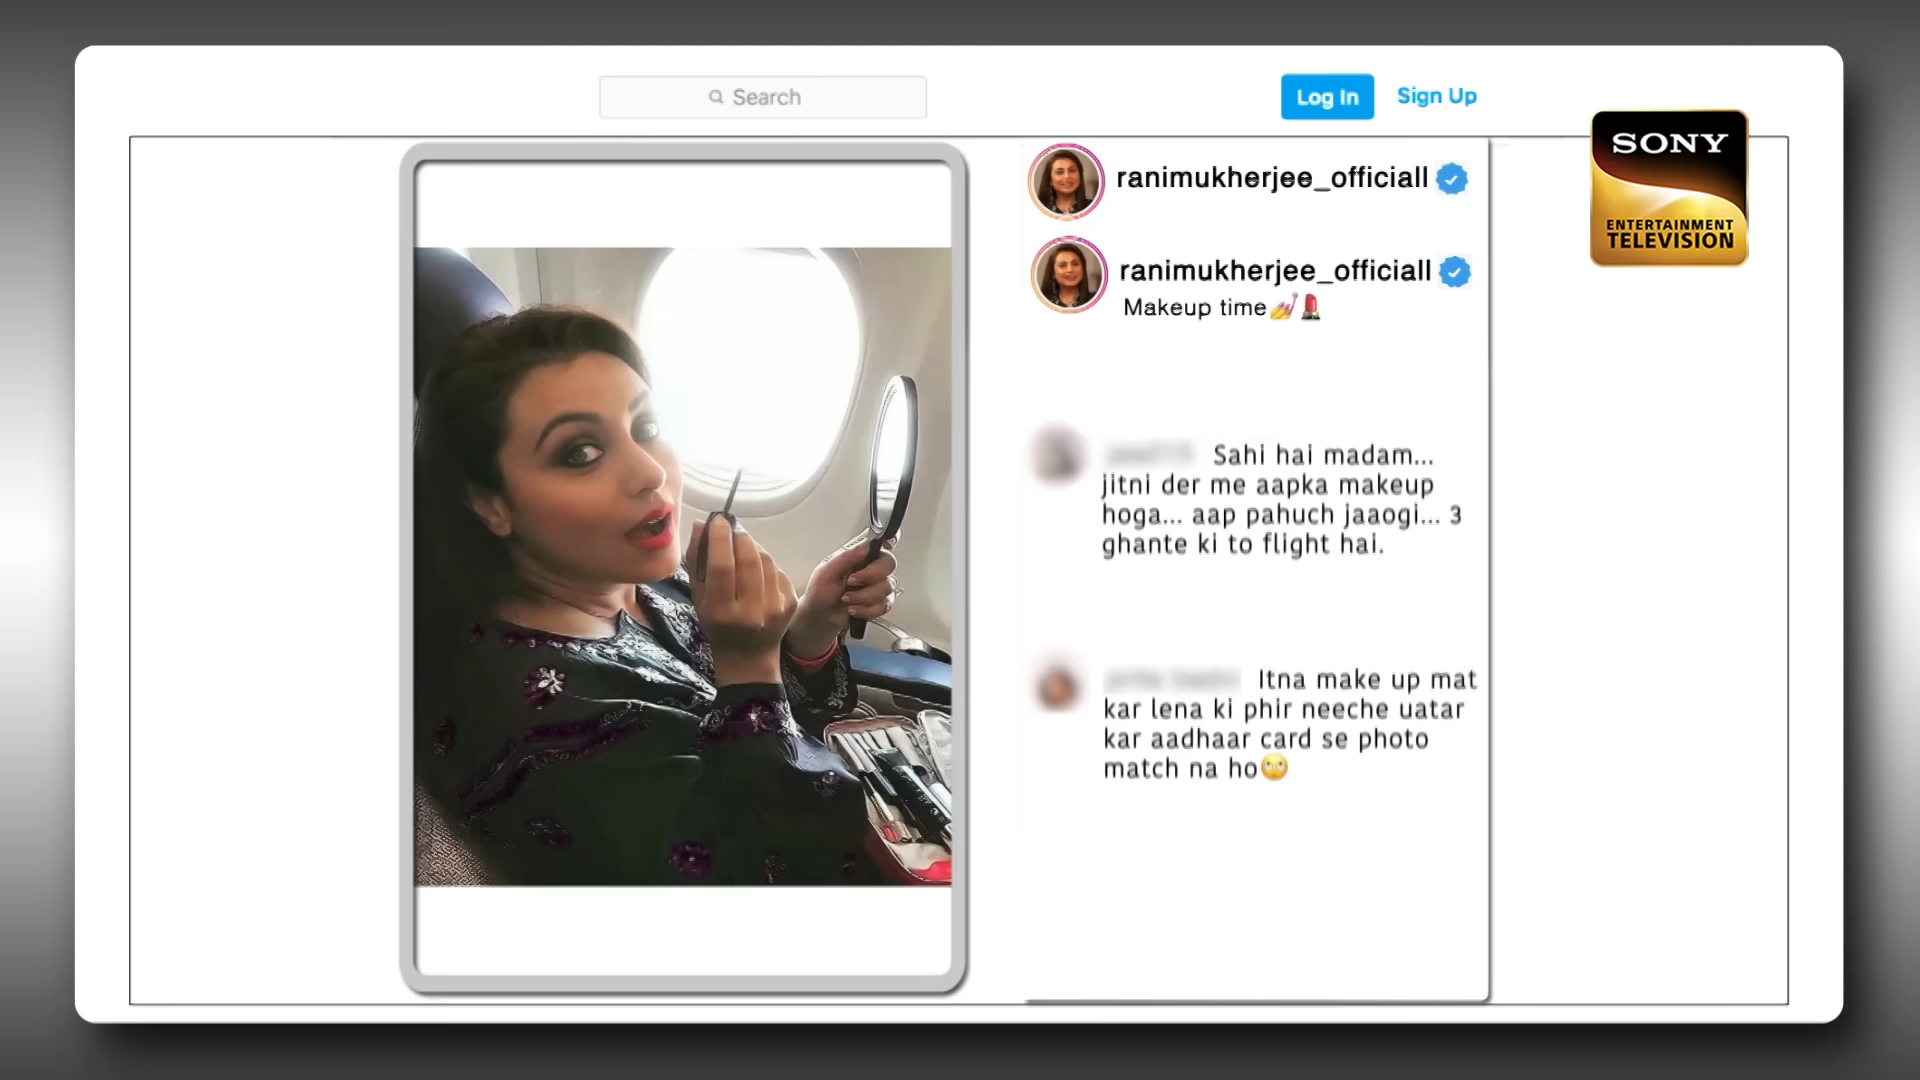 Search
Log In
Sign Up
SONY
ENTERTAINMENT
TELEVISION
ranimukherjee_officiall
ranimukherjee_officiall
Makeup time💅💄
Sahi hai madam...
jitni der me aapka makeup
hoga... aap pahuch jaaogi... 3
ghante ki to flight hai.
Itna make up mat
kar lena ki phir neeche uatar
kar aadhaar card se photo
match na ho🙄